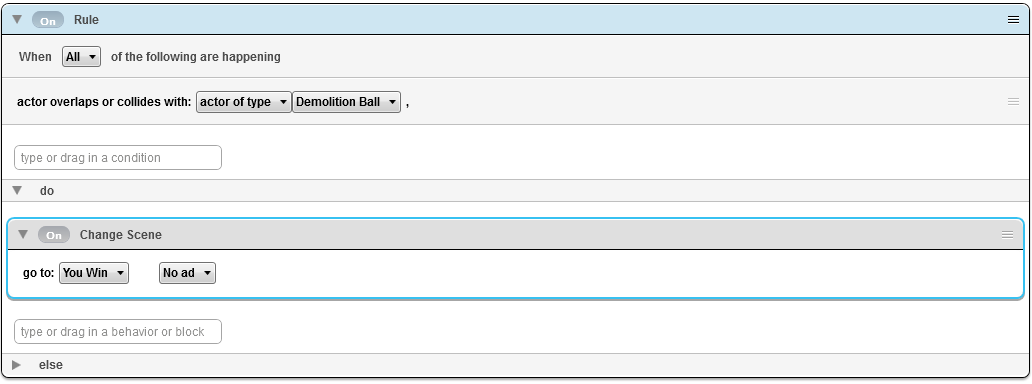 On Rule
When All of the following are happening
actor overlaps or collides with: actor of type Demolition Ball ,
type or drag in a condition
do
On Change Scene
go to: You Win No ad
type or drag in a behavior or block
else